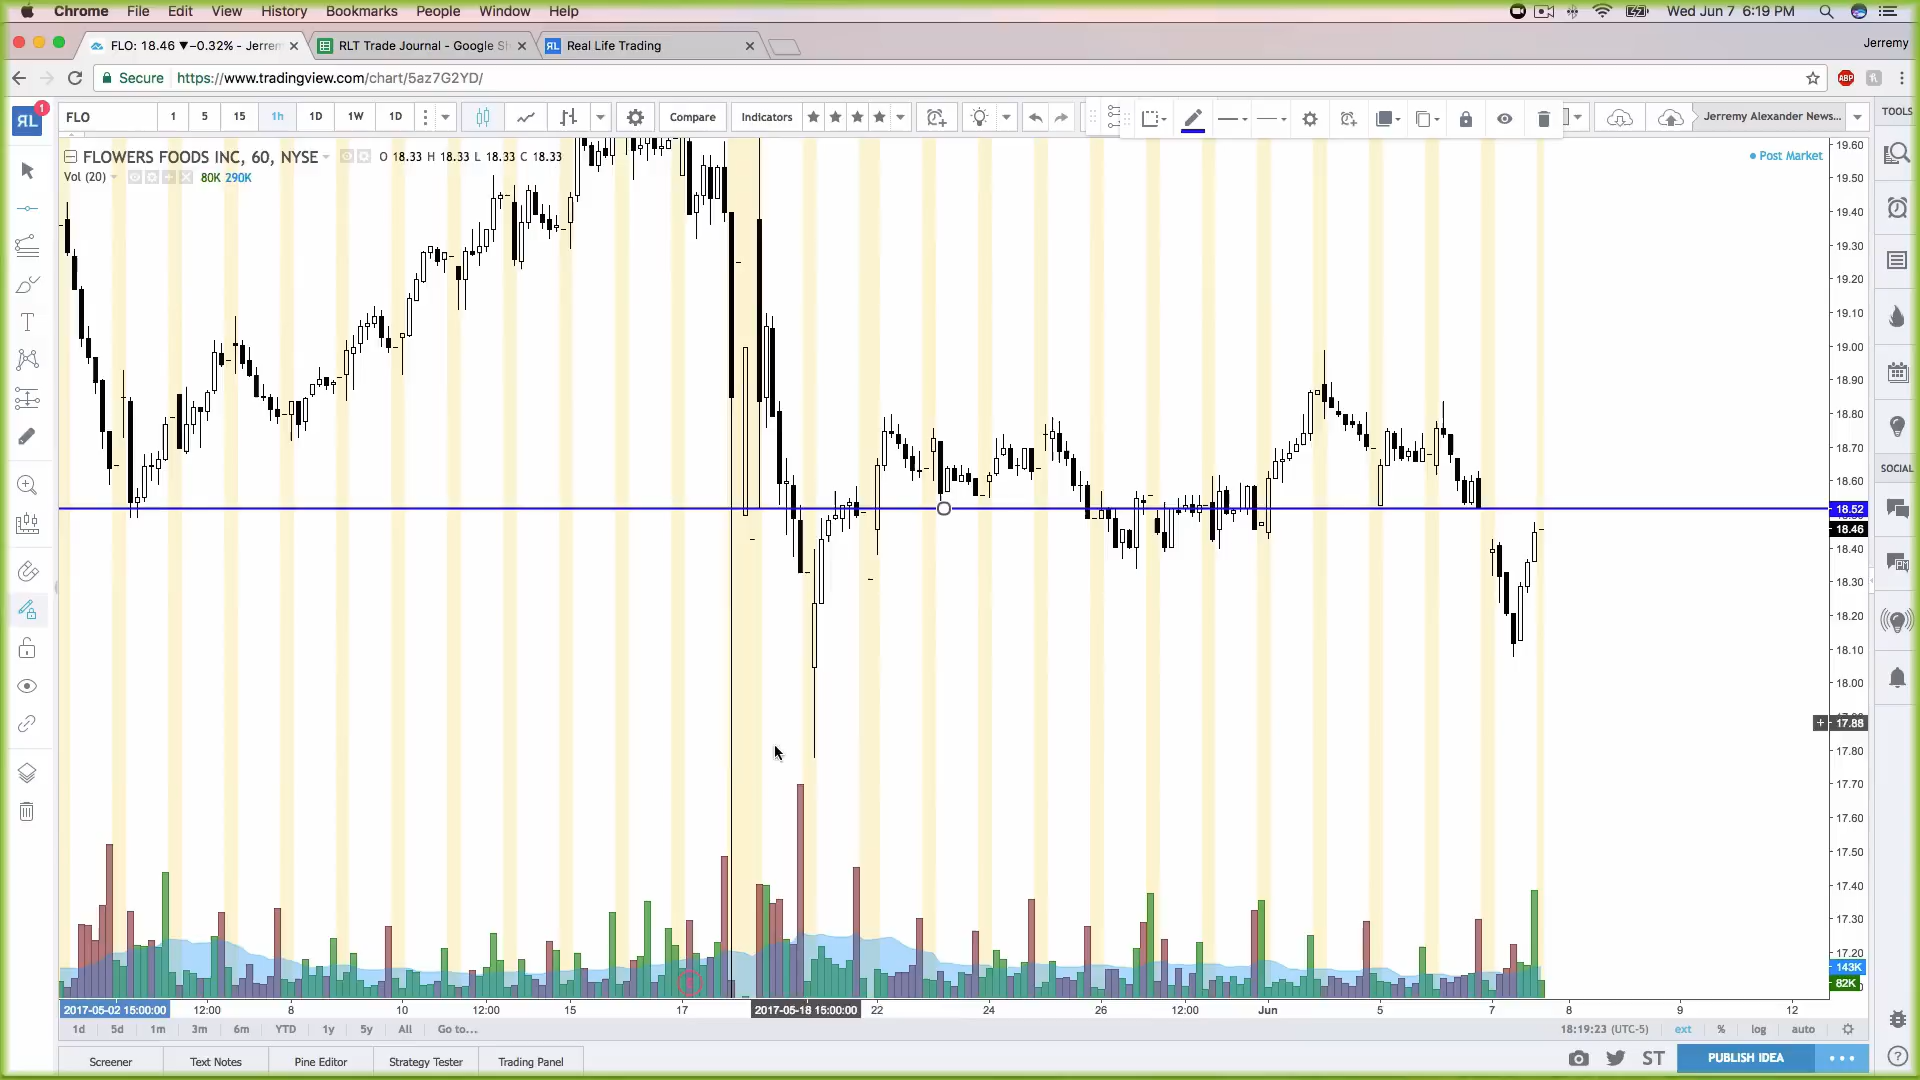 Chrome File Edit View History Bookmarks People Window Help Wed Jun 7 6:19 PM
FLO: 18.46 ▼−0.32% - Jerrem RLT Trade Journal - Google Sh ЯL Real Life Trading Jerremy
Secure https://www.tradingview.com/chart/5az7G2YD/ ABP
ЯL 1 FLO 1 5 15 1h 1D 1W 1D Compare Indicators Jerremy Alexander News... TOOLS
FLOWERS FOODS INC, 60, NYSE O 18.33 H 18.33 L 18.33 C 18.33 Post Market
Vol (20) 80K 290K
19.60
19.50
19.40
19.30
19.20
19.10
19.00
18.90
18.80
18.70
SOCIAL
18.60
18.52
18.46
18.40
18.30
18.20
18.10
18.00
+ 17.88
17.80
17.70
17.60
17.50
17.40
17.30
17.20
143K
82K
2017-05-02 15:00:00 12:00 8 10 12:00 15 17 2017-05-18 15:00:00 22 24 26 12:00 Jun 5 7 8 9 12
1d 5d 1m 3m 6m YTD 1y 5y All Go to... 18:19:23 (UTC-5) ext % log auto
Screener Text Notes Pine Editor Strategy Tester Trading Panel ST PUBLISH IDEA